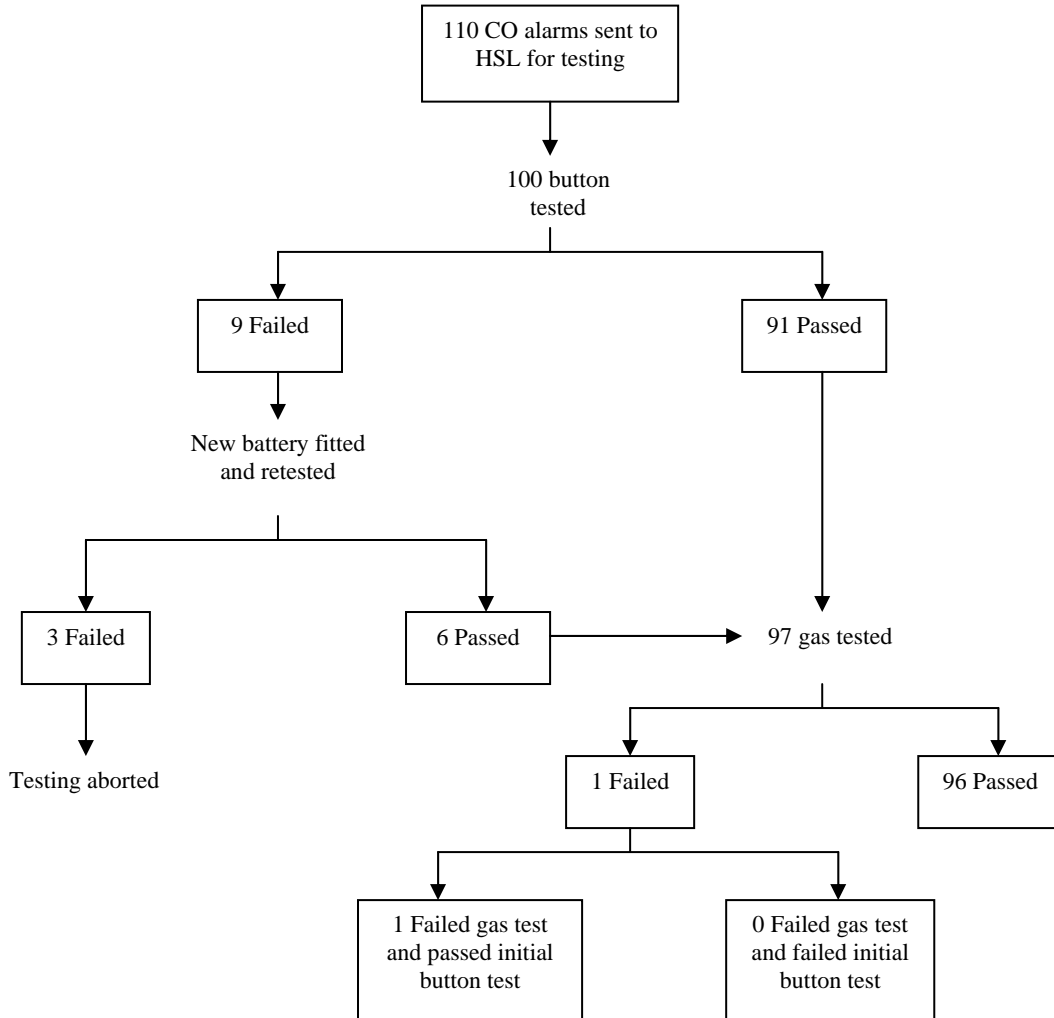 110 CO alarms sent to
HSL for testing
100 button
tested
9 Failed
91 Passed
New battery fitted
and retested
3 Failed
6 Passed
97 gas tested
Testing aborted
1 Failed
96 Passed
1 Failed gas test
and passed initial
button test
0 Failed gas test
and failed initial
button test